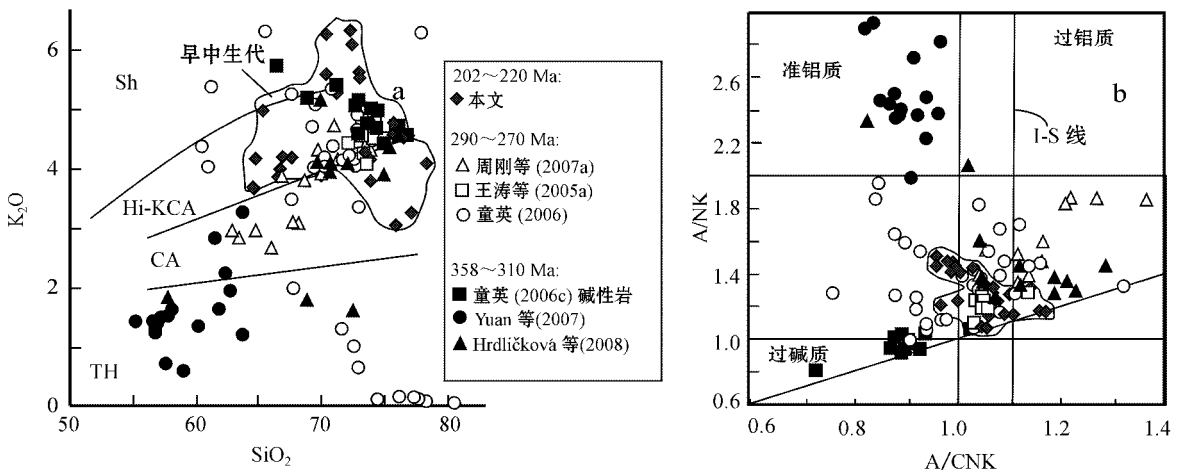 6
4
2
0
K₂O
50
60
70
80
SiO₂
早中生代
Sh
Hi-KCA
CA
TH
a
202～220 Ma:
本文
290～270 Ma:
周刚等 (2007a)
王涛等 (2005a)
童英 (2006)
358～310 Ma:
童英 (2006c) 碱性岩
Yuan 等(2007)
Hrdličková 等(2008)
2.6
2.2
1.8
1.4
1.0
A/NK
0.6
0.8
1.0
1.2
1.4
A/CNK
准铝质
过铝质
b
I-S 线
过碱质